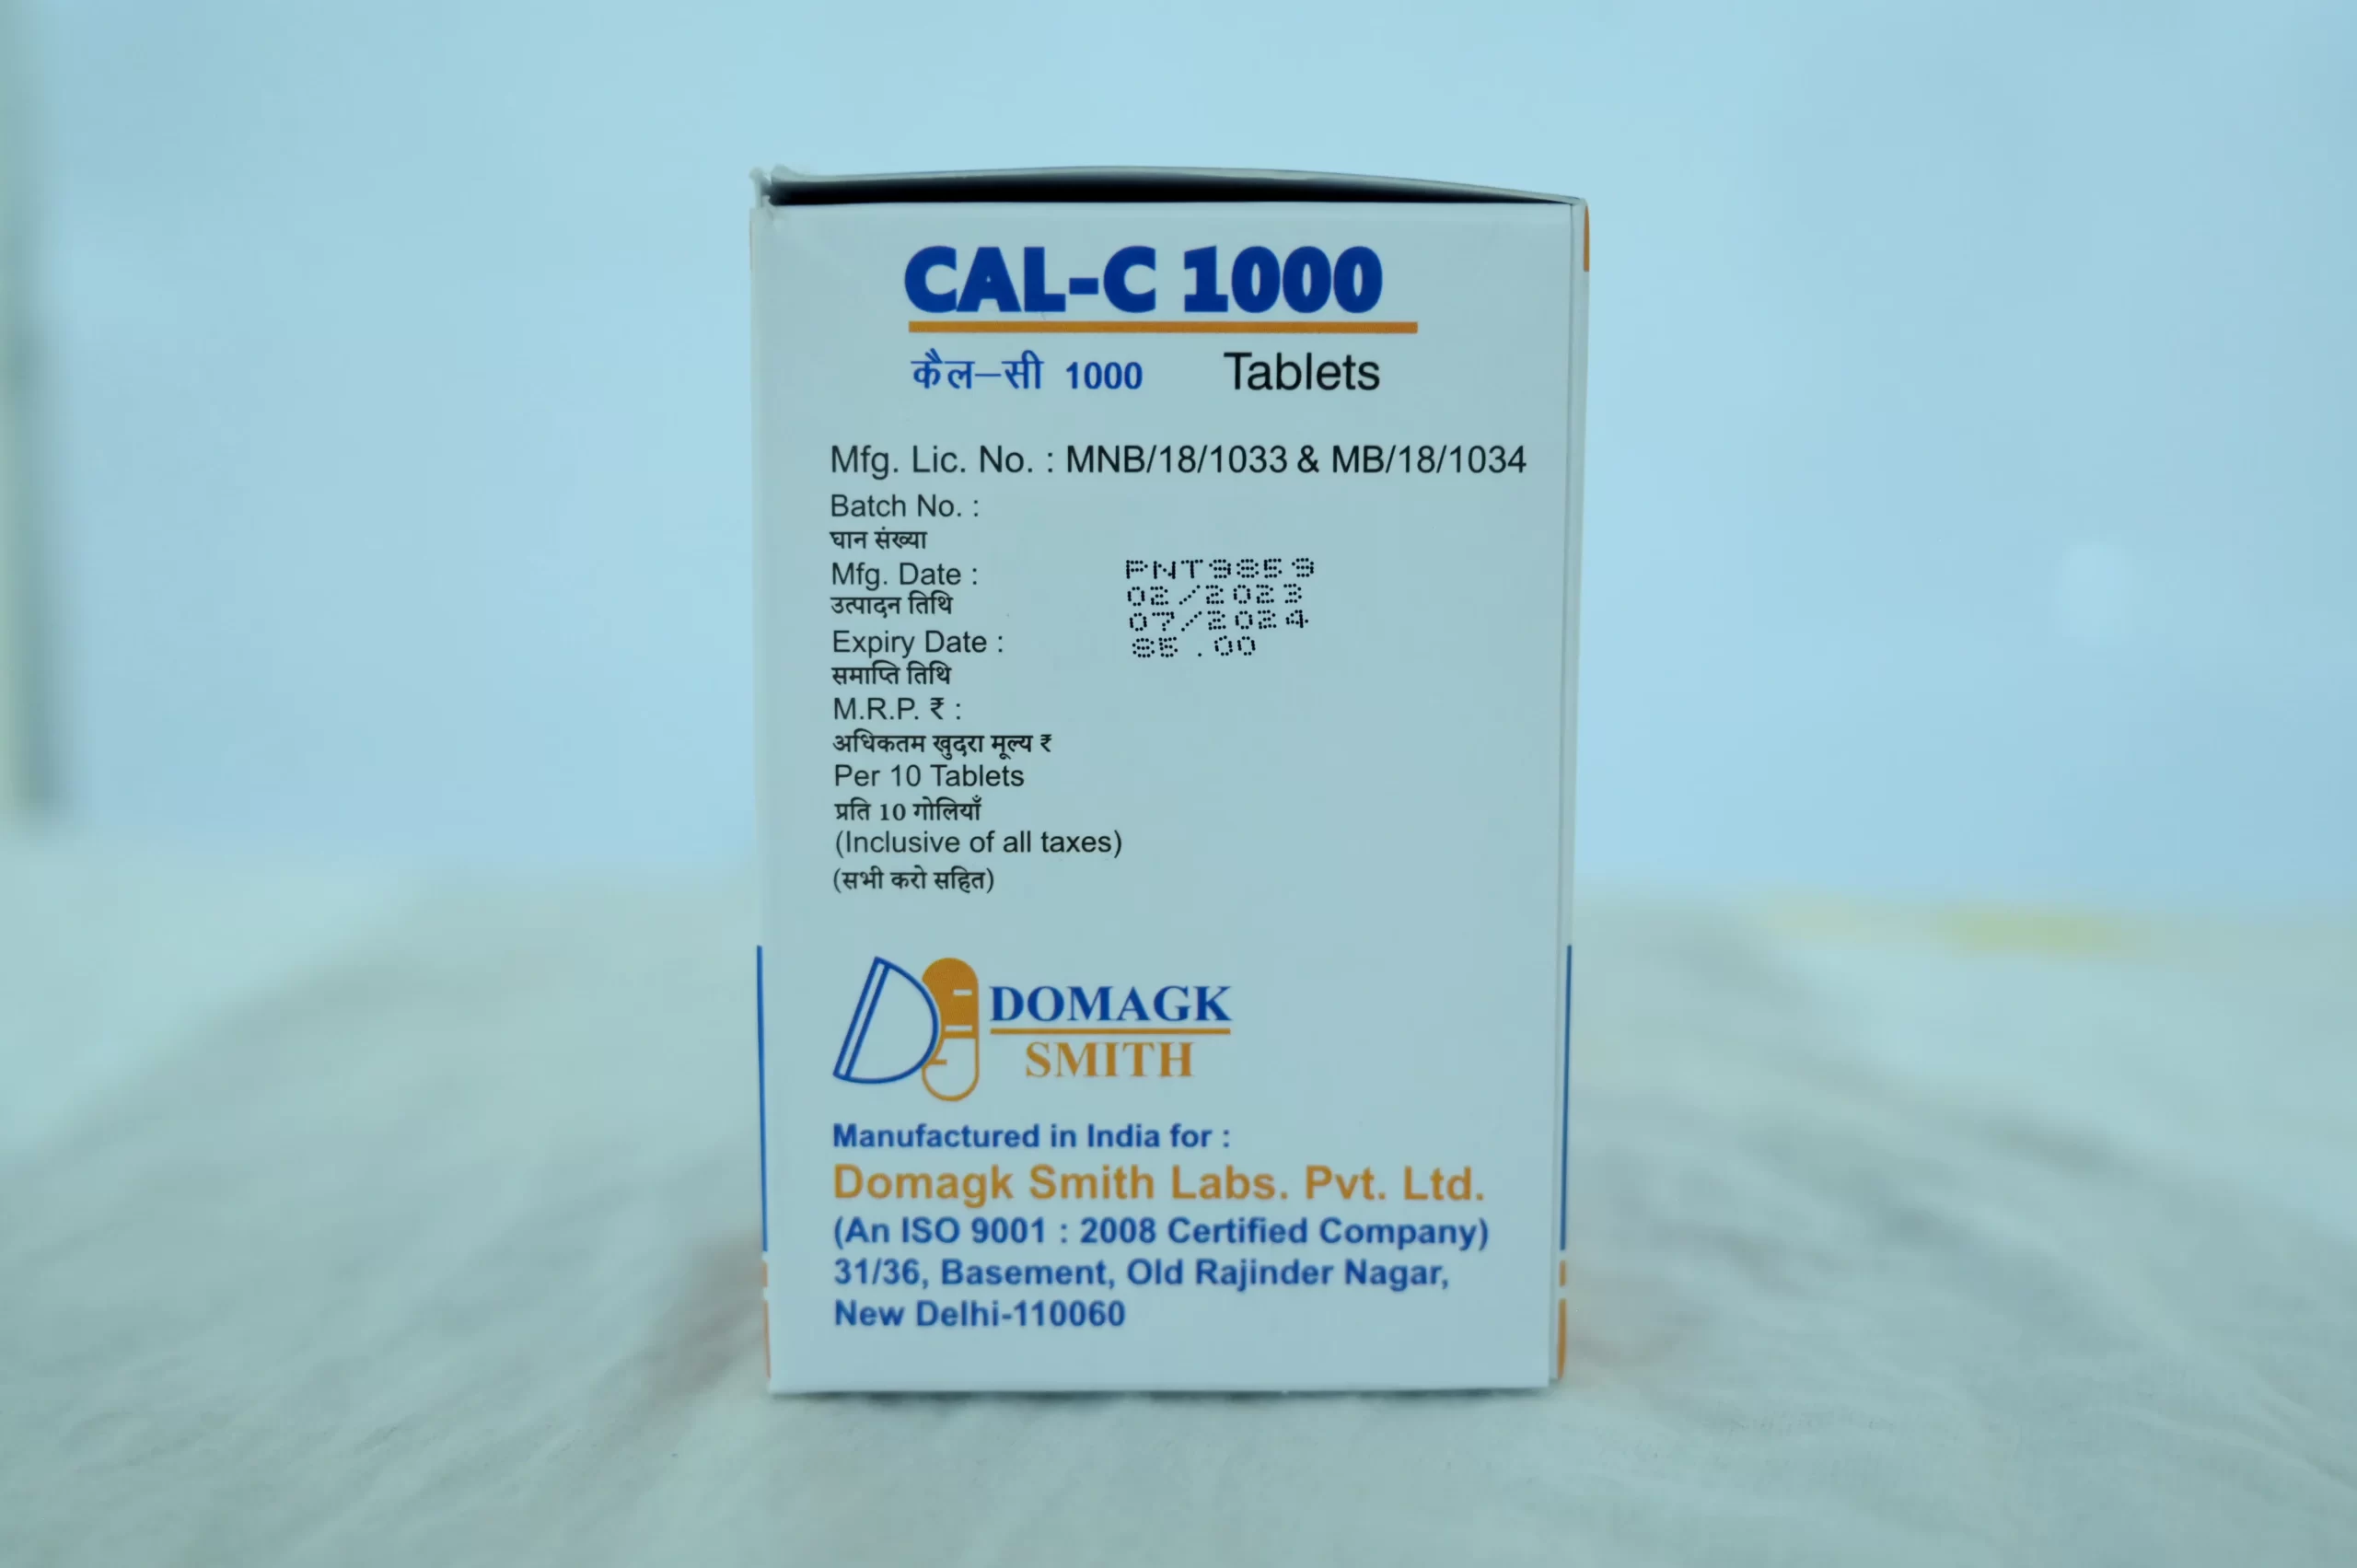 CAL-C 1000
कैल–सी 1000 Tablets
Mfg. Lic. No. : MNB/18/1033 & MB/18/1034
Batch No. :
घान संख्या
Mfg. Date :
उत्पादन तिथि
Expiry Date :
समाप्ति तिथि
M.R.P. ₹ :
अधिकतम खुदरा मूल्य ₹
Per 10 Tablets
प्रति 10 गोलियाँ
(Inclusive of all taxes)
(सभी करो सहित)
PNT9859
02/2023
07/2024
85.00
DOMAGK
SMITH
Manufactured in India for :
Domagk Smith Labs. Pvt. Ltd.
(An ISO 9001 : 2008 Certified Company)
31/36, Basement, Old Rajinder Nagar,
New Delhi-110060